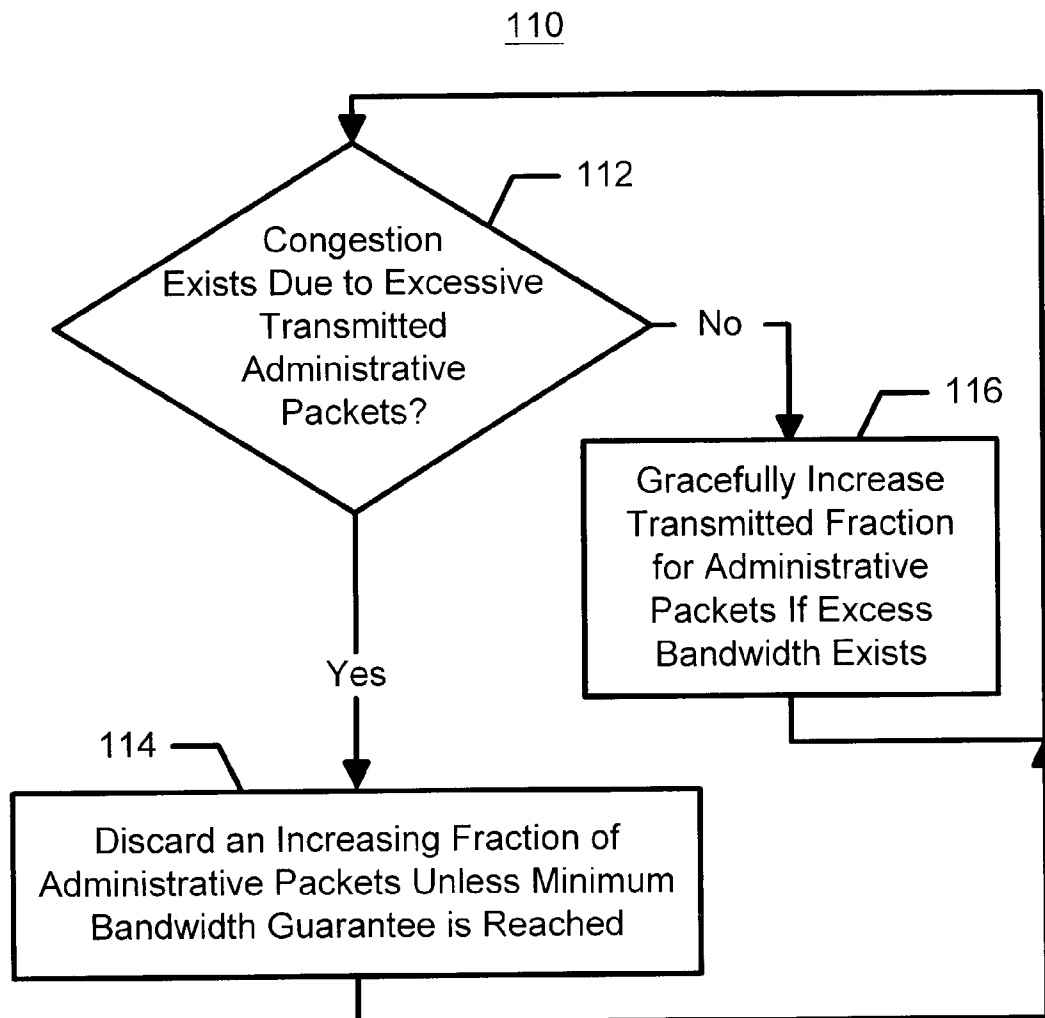 110
112
Congestion
Exists Due to Excessive
Transmitted
Administrative
Packets?
No
116
Gracefully Increase
Transmitted Fraction
for Administrative
Packets If Excess
Bandwidth Exists
Yes
114
Discard an Increasing Fraction of
Administrative Packets Unless Minimum
Bandwidth Guarantee is Reached